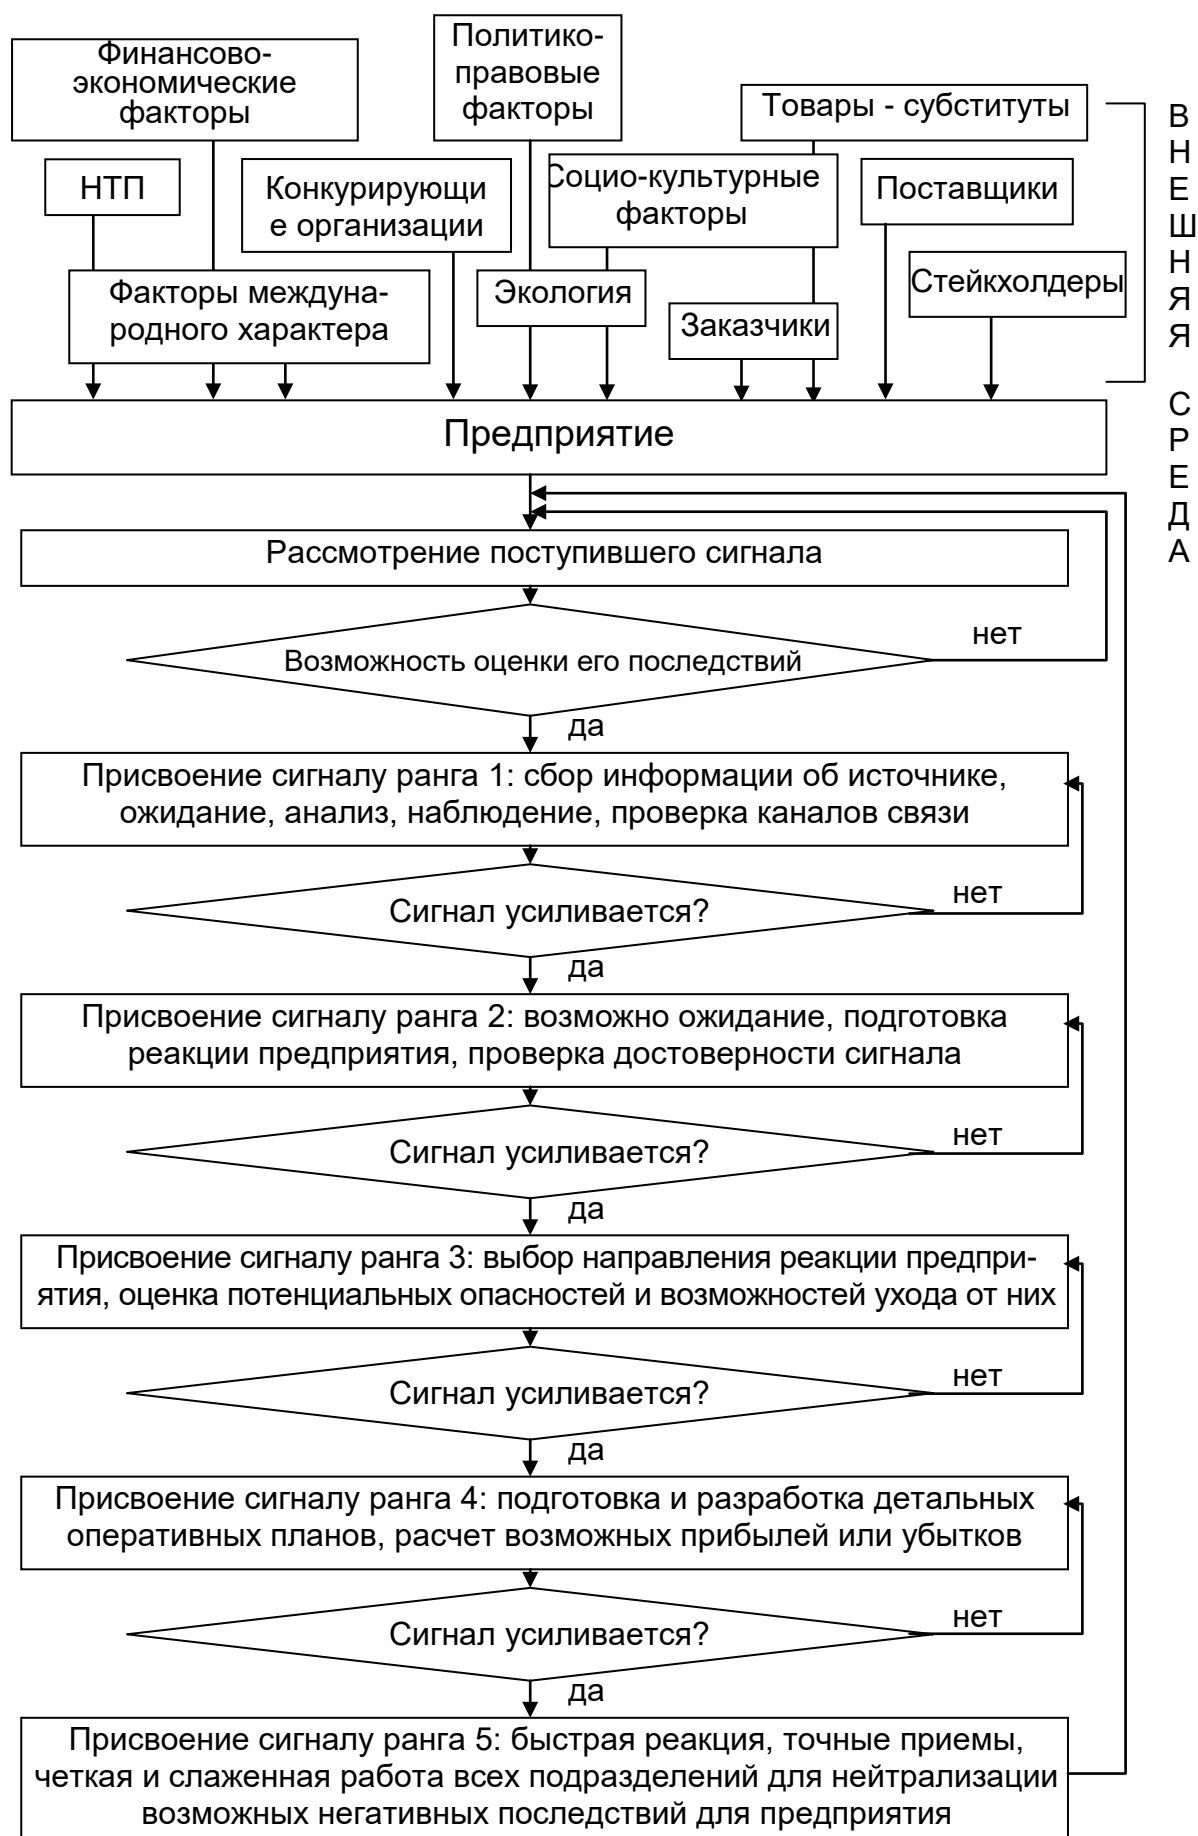 Финансово-
экономические
факторы
Политико-
правовые
факторы
Товары - субституты
НТП
Конкурирующи
е организации
Социо-культурные
факторы
Поставщики
Факторы междуна-
родного характера
Экология
Заказчики
Стейкхолдеры
В
Н
Е
Ш
Н
Я
Я
С
Р
Е
Д
А
Предприятие
Рассмотрение поступившего сигнала
Возможность оценки его последствий
нет
да
Присвоение сигналу ранга 1: сбор информации об источнике,
ожидание, анализ, наблюдение, проверка каналов связи
Сигнал усиливается?
нет
да
Присвоение сигналу ранга 2: возможно ожидание, подготовка
реакции предприятия, проверка достоверности сигнала
Сигнал усиливается?
нет
да
Присвоение сигналу ранга 3: выбор направления реакции предпри-
ятия, оценка потенциальных опасностей и возможностей ухода от них
Сигнал усиливается?
нет
да
Присвоение сигналу ранга 4: подготовка и разработка детальных
оперативных планов, расчет возможных прибылей или убытков
Сигнал усиливается?
нет
да
Присвоение сигналу ранга 5: быстрая реакция, точные приемы,
четкая и слаженная работа всех подразделений для нейтрализации
возможных негативных последствий для предприятия